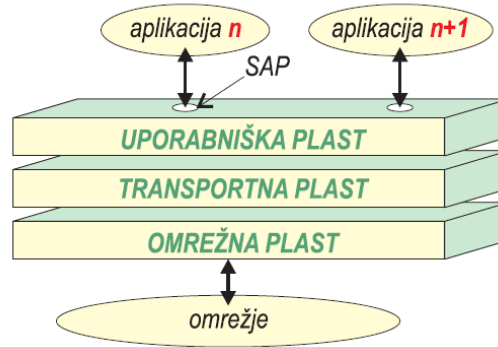 aplikacija n
aplikacija n+1
SAP
UPORABNIŠKA PLAST
TRANSPORTNA PLAST
OMREŽNA PLAST
omrežje